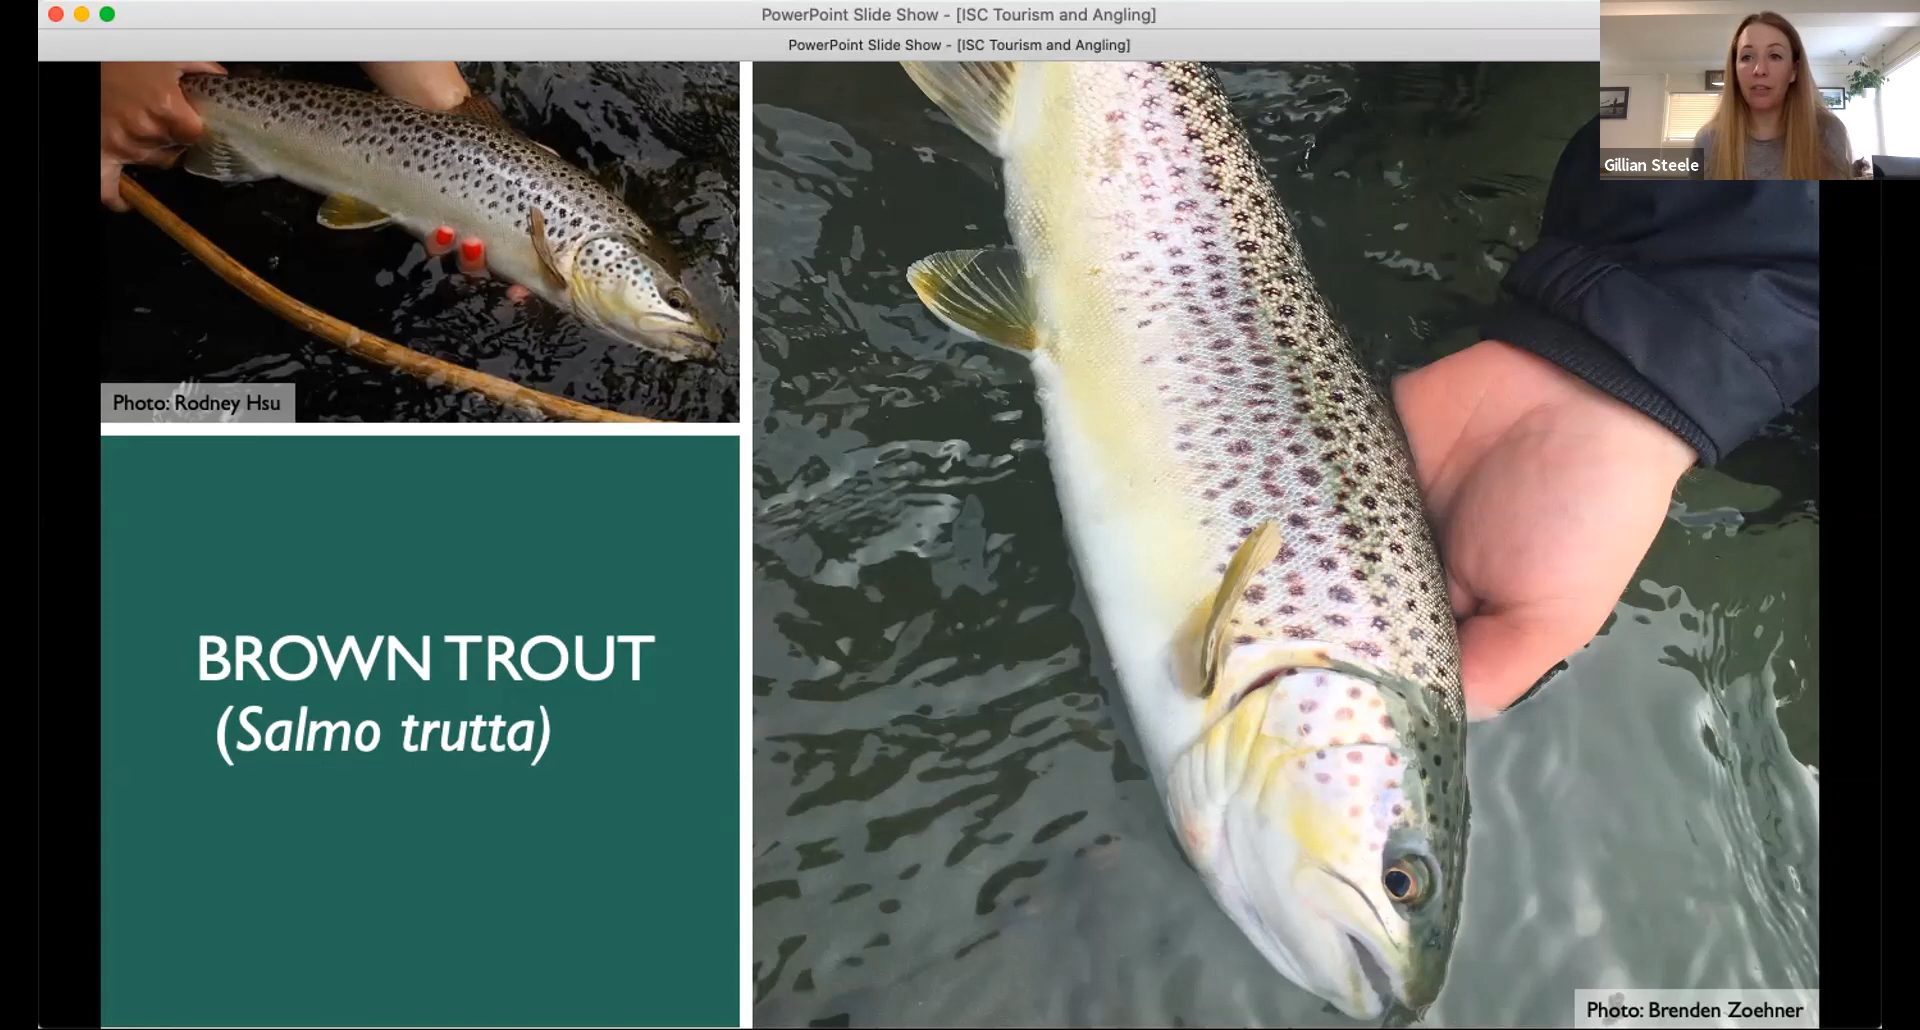 PowerPoint Slide Show - [ISC Tourism and Angling]
PowerPoint Slide Show - [ISC Tourism and Angling]
Gillian Steele
Photo: Rodney Hsu
BROWN TROUT
(Salmo trutta)
Photo: Brenden Zoehner